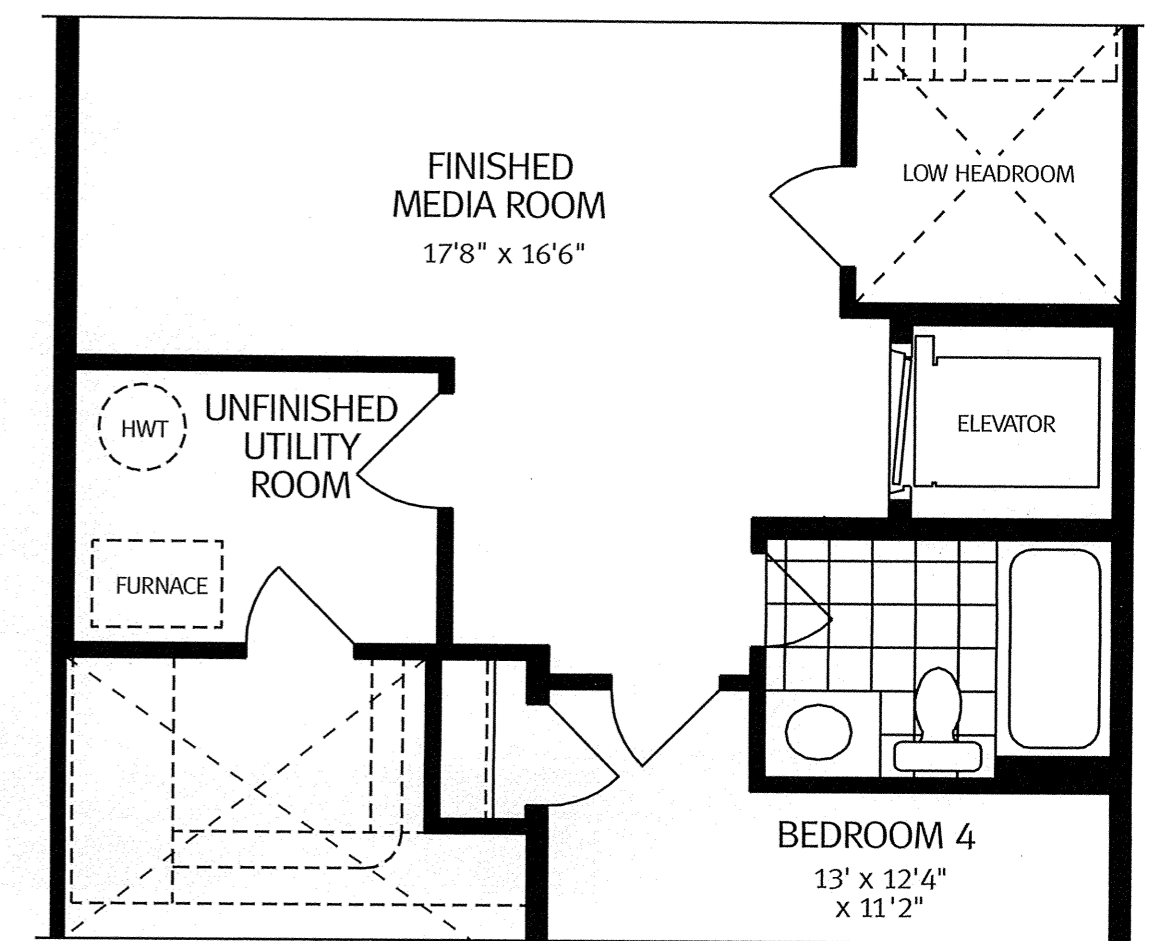 FINISHED
MEDIA ROOM
17'8" x 16'6"
LOW HEADROOM
HWT
UNFINISHED
UTILITY
ROOM
ELEVATOR
FURNACE
BEDROOM 4
13' x 12'4"
x 11'2"